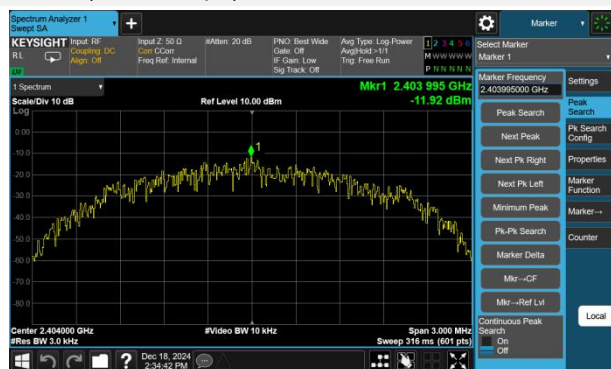 Spectrum Analyzer 1
Swept SA
+
Marker
KEYSIGHT
RL
Input: RF
Coupling: DC
Align: Off
Input Z: 50 Ω
Corr CCorr
Freq Ref: Internal
#Atten: 20 dB
PNO: Best Wide
Gate: Off
IF Gain: Low
Sig Track: Off
Avg Type: Log-Power
Avg|Hold:>1/1
Trig: Free Run
1 2 3 4 5 6
M W W W W W
P N N N N N
Select Marker
Marker 1
1 Spectrum
Scale/Div 10 dB
Log
Ref Level 10.00 dBm
Mkr1 2.403 995 GHz
-11.92 dBm
0.00
-10.0
-20.0
-30.0
-40.0
-50.0
-60.0
-70.0
-80.0
1
Marker Frequency
2.403995000 GHz
Peak Search
Next Peak
Next Pk Right
Next Pk Left
Minimum Peak
Pk-Pk Search
Marker Delta
Mkr→CF
Mkr→Ref Lvl
Continuous Peak
Search
On
Off
Settings
Peak
Search
Pk Search
Config
Properties
Marker
Function
Marker→
Counter
Local
Center 2.404000 GHz
#Res BW 3.0 kHz
#Video BW 10 kHz
Span 3.000 MHz
Sweep 316 ms (601 pts)
?
Dec 18, 2024
2:34:42 PM